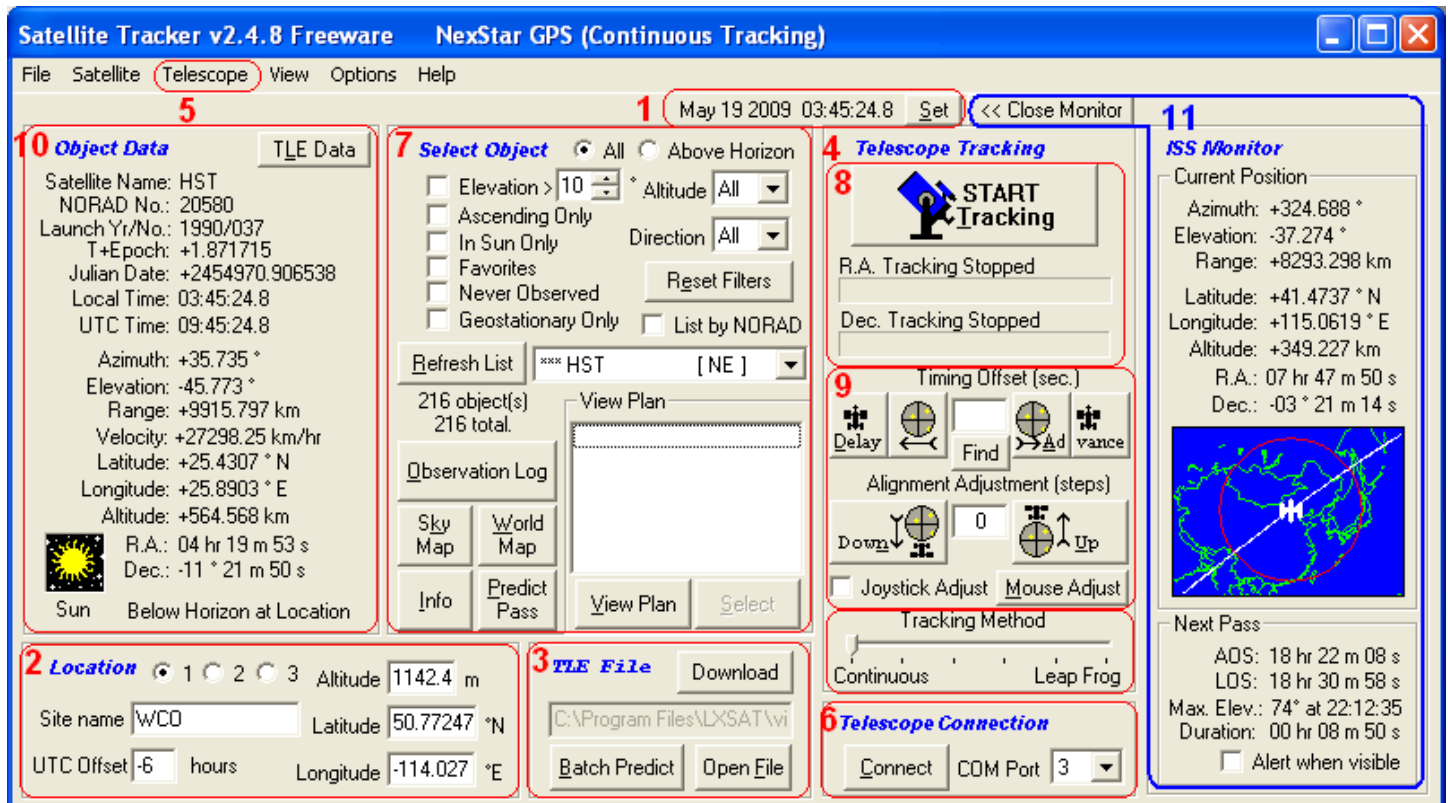 Satellite Tracker v2.4.8 Freeware NexStar GPS (Continuous Tracking)
File Satellite Telescope View Options Help
5
1 May 19 2009 03:45:24.8 Set << Close Monitor
11
10 Object Data TLE Data
Satellite Name: HST
NORAD No.: 20580
Launch Yr/No.: 1990/037
T+Epoch: +1.871715
Julian Date: +2454970.906538
Local Time: 03:45:24.8
UTC Time: 09:45:24.8
Azimuth: +35.735 °
Elevation: -45.773 °
Range: +9915.797 km
Velocity: +27298.25 km/hr
Latitude: +25.4307 ° N
Longitude: +25.8903 ° E
Altitude: +564.568 km
R.A.: 04 hr 19 m 53 s
Dec.: -11 ° 21 m 50 s
Sun Below Horizon at Location
7 Select Object All Above Horizon
Elevation > 10 ° Altitude All
Ascending Only
In Sun Only Direction All
Favorites
Never Observed Reset Filters
Geostationary Only List by NORAD
Refresh List *** HST [ NE ]
216 object(s)
216 total.
View Plan
Observation Log
Sky Map
World Map
Info
Predict Pass
View Plan Select
4 Telescope Tracking
8
START Tracking
R.A. Tracking Stopped
Dec. Tracking Stopped
9 Timing Offset (sec.)
Delay Find Ad vance
Alignment Adjustment (steps)
Down 0 Up
Joystick Adjust Mouse Adjust
Tracking Method
Continuous Leap Frog
ISS Monitor
Current Position
Azimuth: +324.688 °
Elevation: -37.274 °
Range: +8293.298 km
Latitude: +41.4737 ° N
Longitude: +115.0619 ° E
Altitude: +349.227 km
R.A.: 07 hr 47 m 50 s
Dec.: -03 ° 21 m 14 s
Next Pass
AOS: 18 hr 22 m 08 s
LOS: 18 hr 30 m 58 s
Max. Elev.: 74° at 22:12:35
Duration: 00 hr 08 m 50 s
Alert when visible
2 Location 1 2 3 Altitude 1142.4 m
Site name WCO Latitude 50.77247 °N
UTC Offset -6 hours Longitude -114.027 °E
3 TLE File Download
C:\Program Files\LXSAT\vi
Batch Predict Open File
6 Telescope Connection
Connect COM Port 3